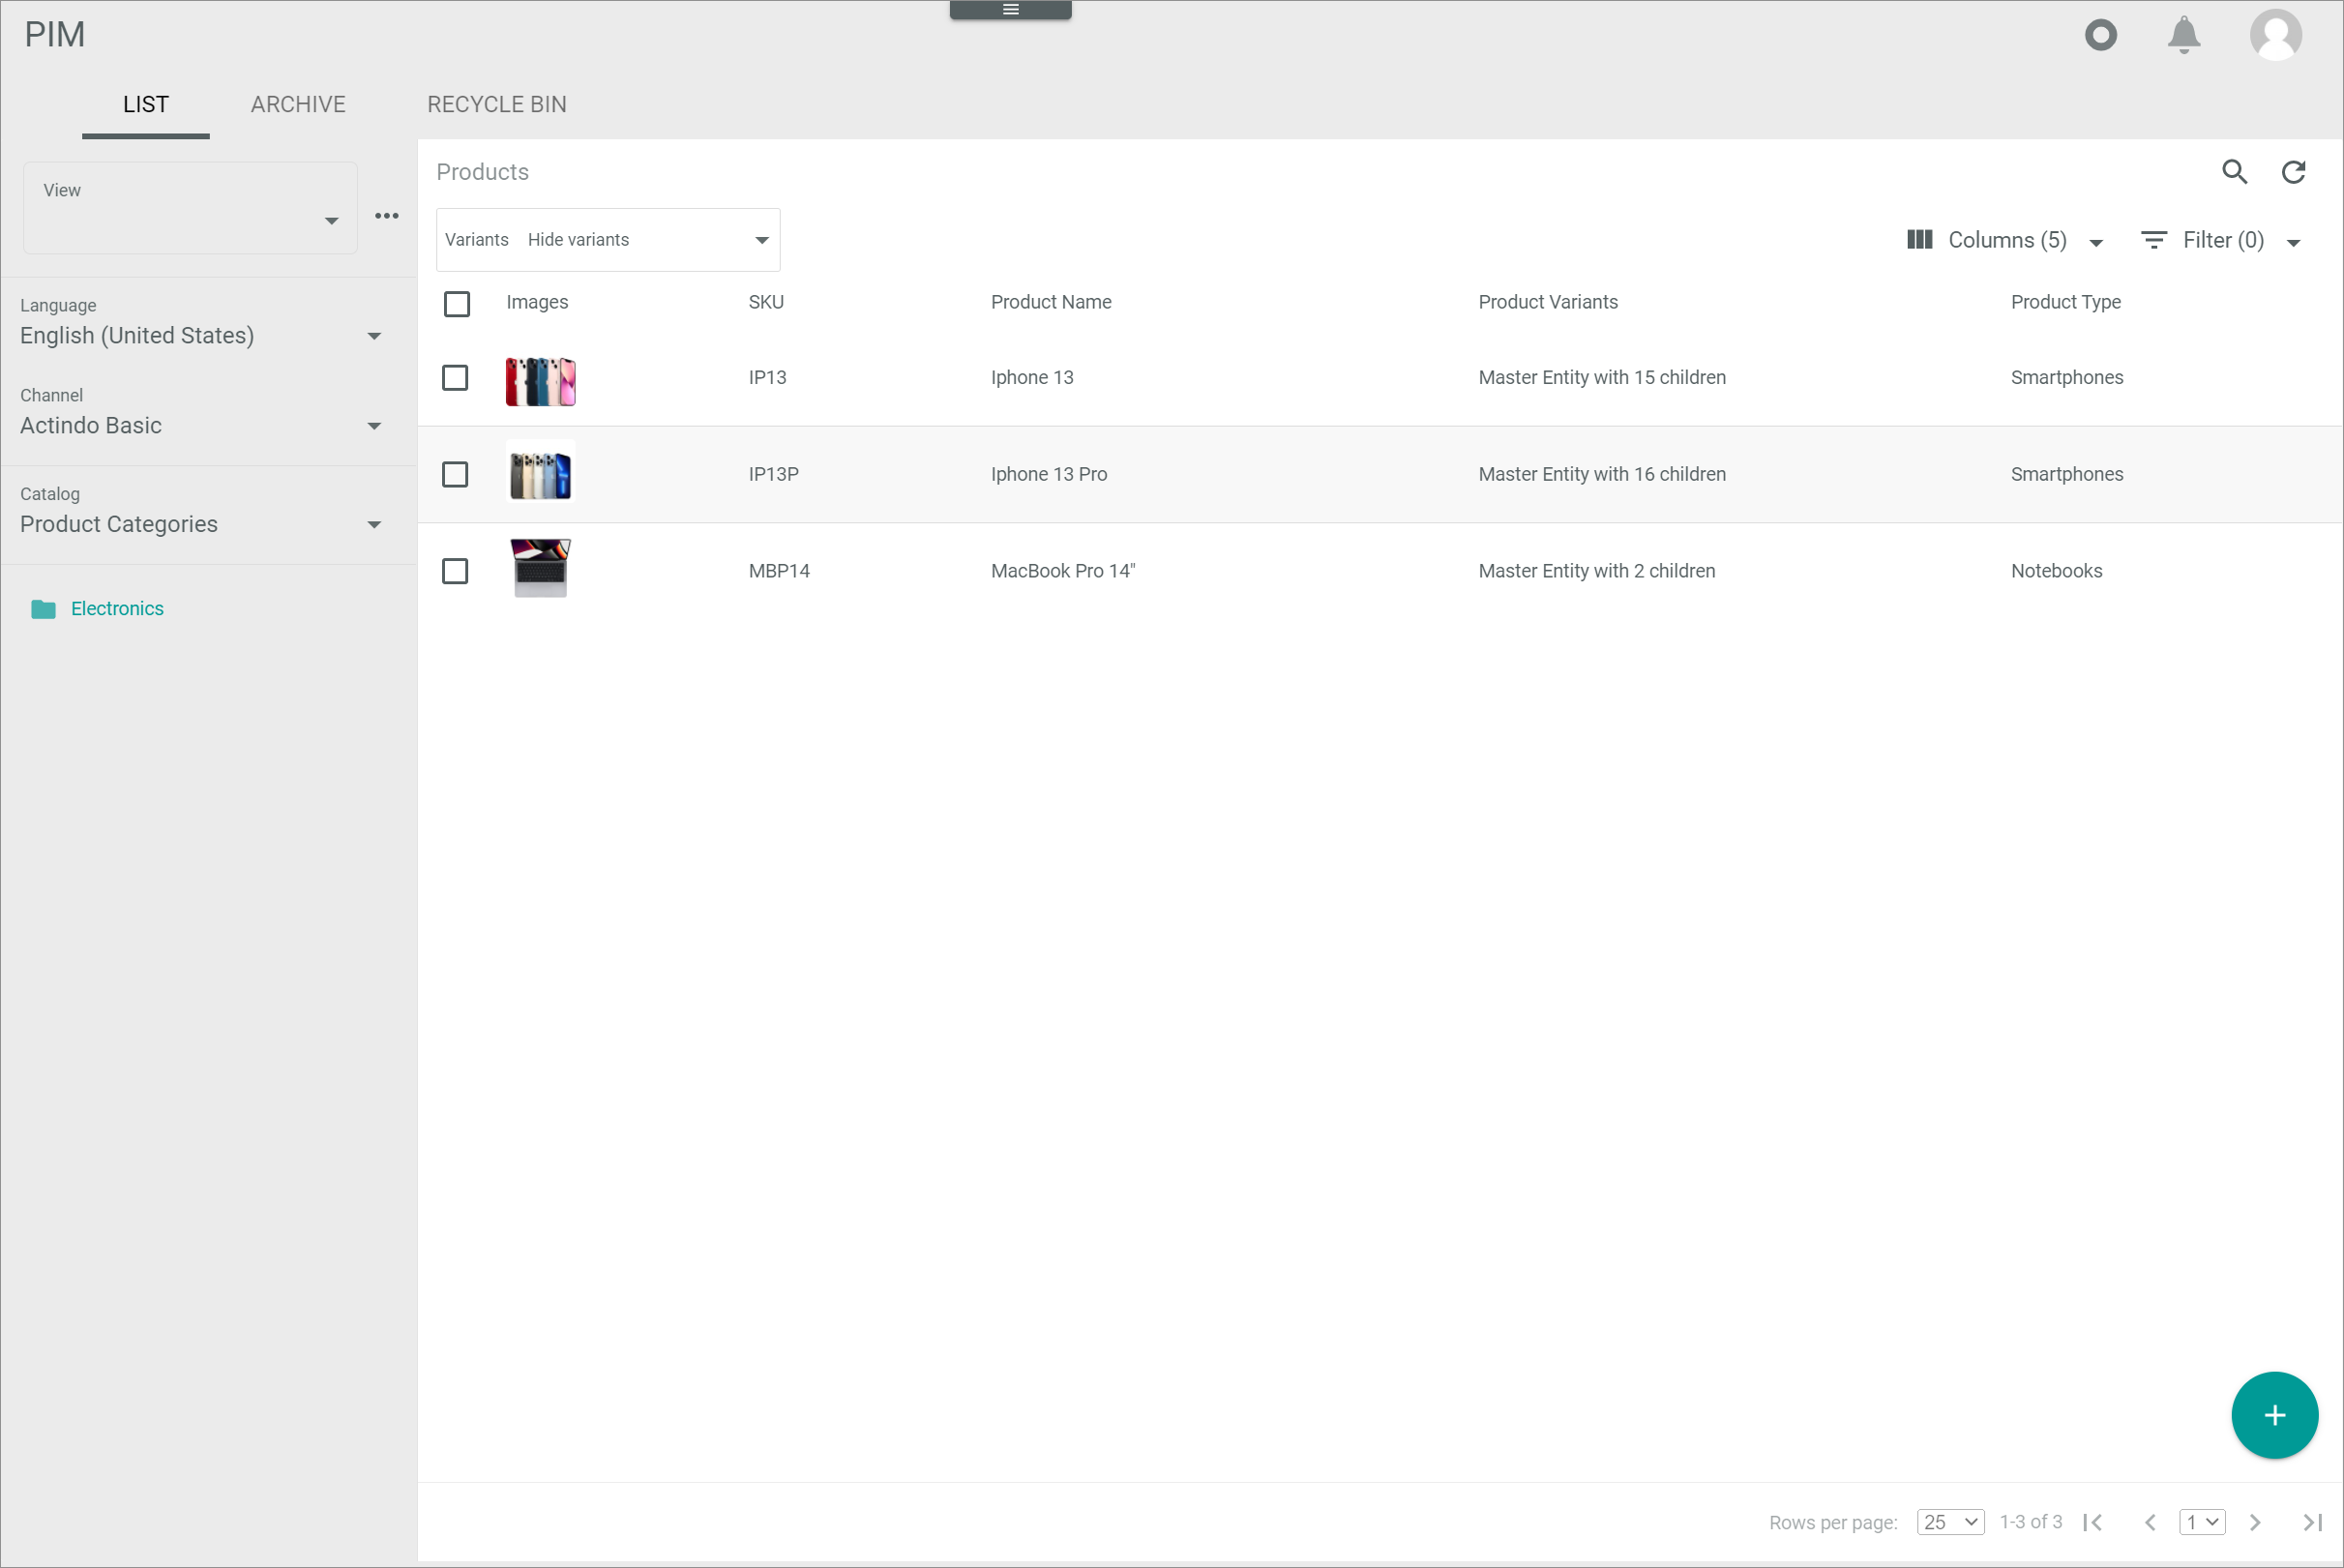 PIM
LIST ARCHIVE RECYCLE BIN
View
Language
English (United States)
Channel
Actindo Basic
Catalog
Product Categories
Electronics
Products
Variants Hide variants Columns (5) Filter (0)
Images SKU Product Name Product Variants Product Type
IP13 Iphone 13 Master Entity with 15 children Smartphones
IP13P Iphone 13 Pro Master Entity with 16 children Smartphones
MBP14 MacBook Pro 14" Master Entity with 2 children Notebooks
Rows per page: 25 1-3 of 3 1